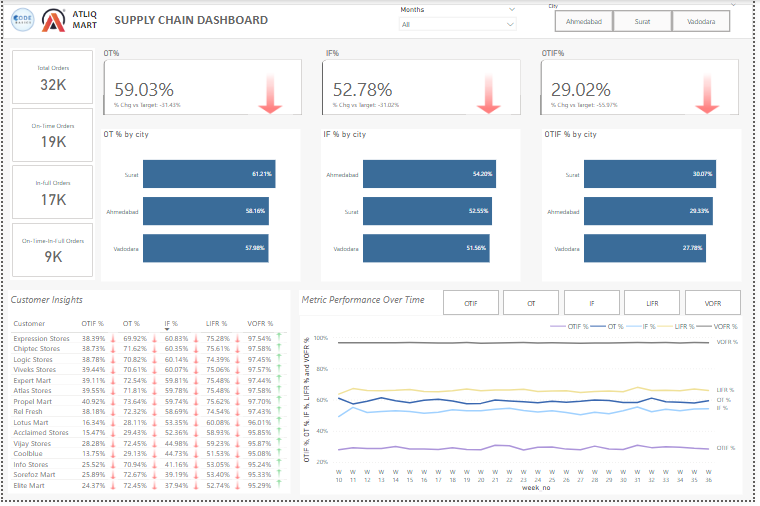 CODE BASICS
ATLIQ MART
SUPPLY CHAIN DASHBOARD
Months
All
City
Ahmedabad Surat Vadodara
Total Orders
32K
On-Time Orders
19K
In-full Orders
17K
On-Time-In-Full Orders
9K
OT%
59.03%
% Chg vs Target: -31.43%
IF%
52.78%
% Chg vs Target: -31.02%
OTIF%
29.02%
% Chg vs Target: -55.97%
OT % by city
Surat 61.21%
Ahmedabad 58.16%
Vadodara 57.98%
IF % by city
Ahmedabad 54.20%
Surat 52.55%
Vadodara 51.56%
OTIF % by city
Surat 30.07%
Ahmedabad 29.33%
Vadodara 27.78%
Customer Insights
Customer OTIF % OT % IF % LIFR % VOFR %
Expression Stores 38.39% 69.92% 60.83% 75.28% 97.54%
Chiptec Stores 38.73% 71.62% 60.35% 75.61% 97.58%
Logic Stores 38.78% 70.82% 60.14% 74.39% 97.45%
Viveks Stores 39.44% 70.61% 60.07% 75.06% 97.57%
Expert Mart 39.11% 72.54% 59.81% 75.48% 97.44%
Atlas Stores 39.55% 71.81% 59.78% 75.48% 97.58%
Propel Mart 40.92% 73.64% 59.74% 75.62% 97.70%
Rel Fresh 38.18% 72.32% 58.69% 74.54% 97.43%
Lotus Mart 16.34% 28.11% 53.35% 60.08% 96.01%
Acclaimed Stores 15.47% 29.43% 52.36% 58.93% 95.85%
Vijay Stores 28.28% 72.45% 44.98% 59.23% 95.87%
Coolblue 13.75% 29.13% 44.73% 51.53% 95.08%
Info Stores 25.52% 70.94% 41.16% 53.05% 95.24%
Sorefoz Mart 25.89% 72.67% 39.19% 53.40% 95.33%
Elite Mart 24.37% 72.45% 37.94% 52.74% 95.29%
Metric Performance Over Time
OTIF OT IF LIFR VOFR
OTIF % OT % IF % LIFR % VOFR %
OTIF %, OT %, IF %, LIFR % and VOFR %
100%
80%
60%
40%
20%
VOFR %
LIFR %
OT %
IF %
OTIF %
W W W W W W W W W W W W W W W W W W W W W W W W W W W
10 11 12 13 14 15 16 17 18 19 20 21 22 23 24 25 26 27 28 29 30 31 32 33 34 35 36
week_no